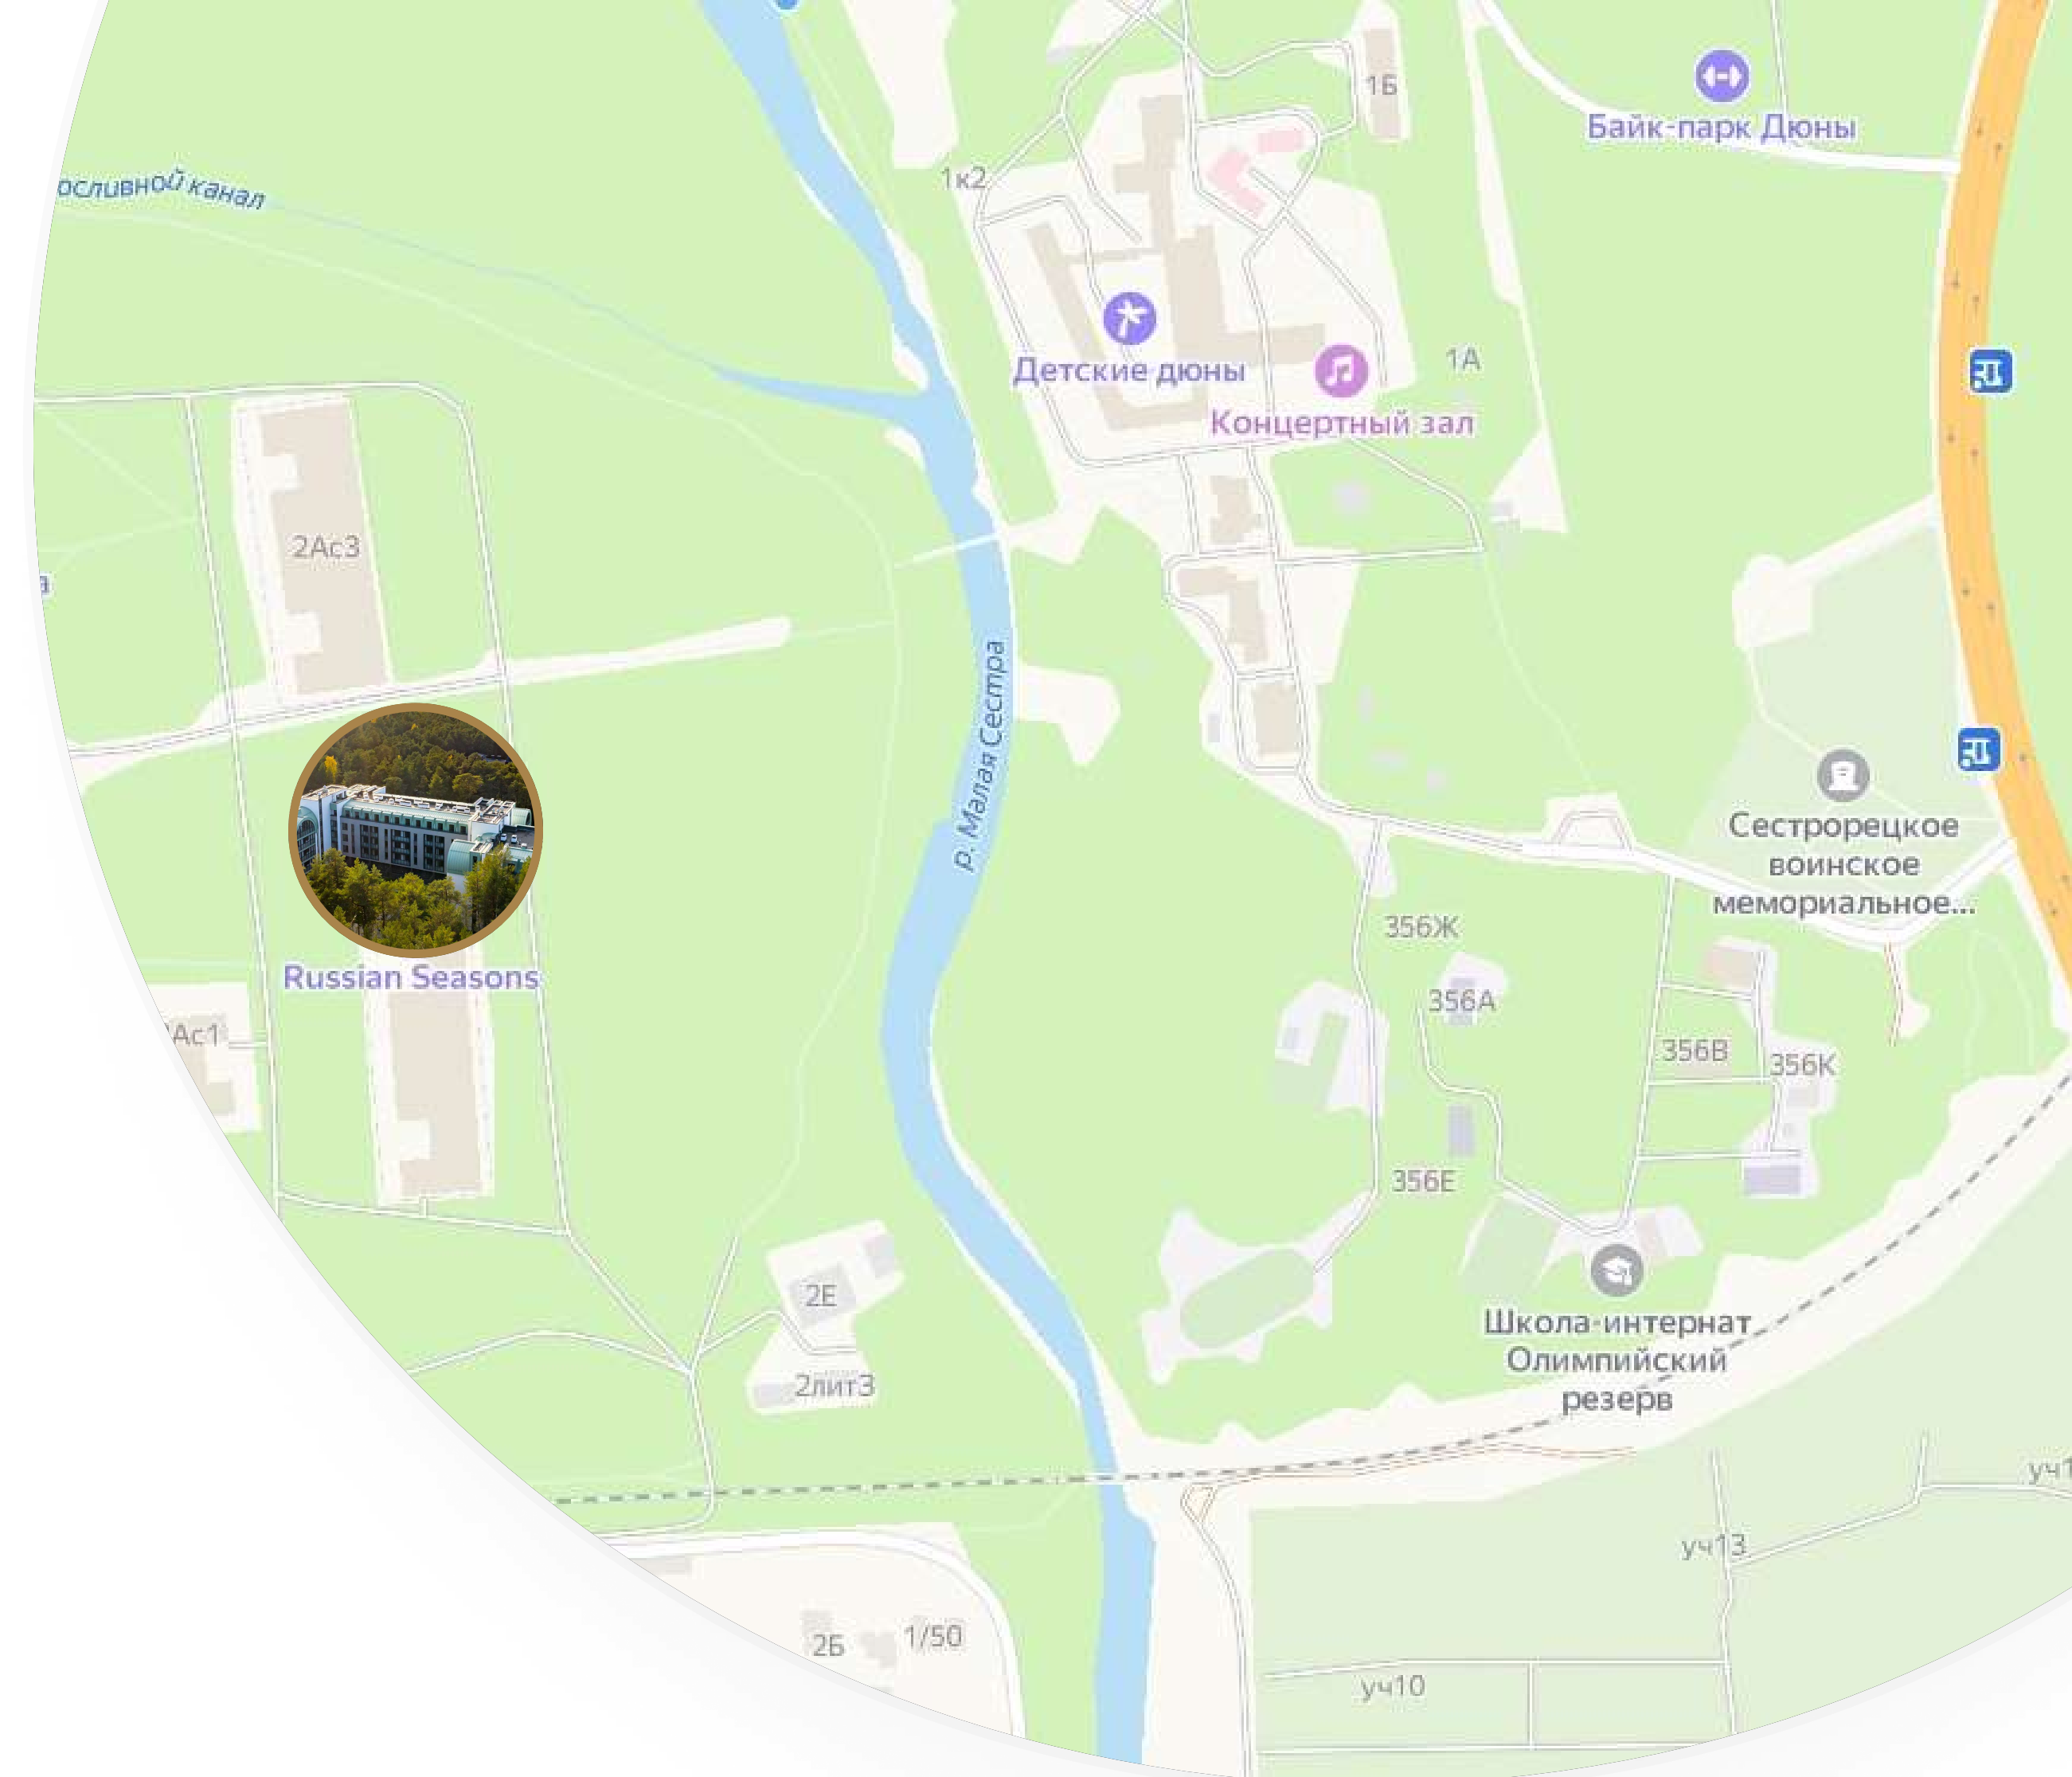 1Б
Байк-парк Дюны
1к2
осливной канал
Детские дюны
1А
Концертный зал
2Ас3
р. Малая Сестра
Сестрорецкое
воинское
мемориальное...
356Ж
Russian Seasons
356А
Ас1
356В
356К
356Е
2Е
Школа-интернат
Олимпийский
резерв
2лит3
уч1
уч13
2Б
1/50
уч10